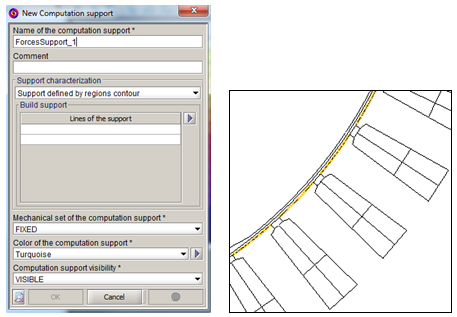 New Computation support
Name of the computation support *
ForcesSupport_1
Comment
Support characterization
Support defined by regions contour
Build support
Lines of the support
Mechanical set of the computation support *
FIXED
Color of the computation support *
Turquoise
Computation support visibility *
VISIBLE
OK
Cancel